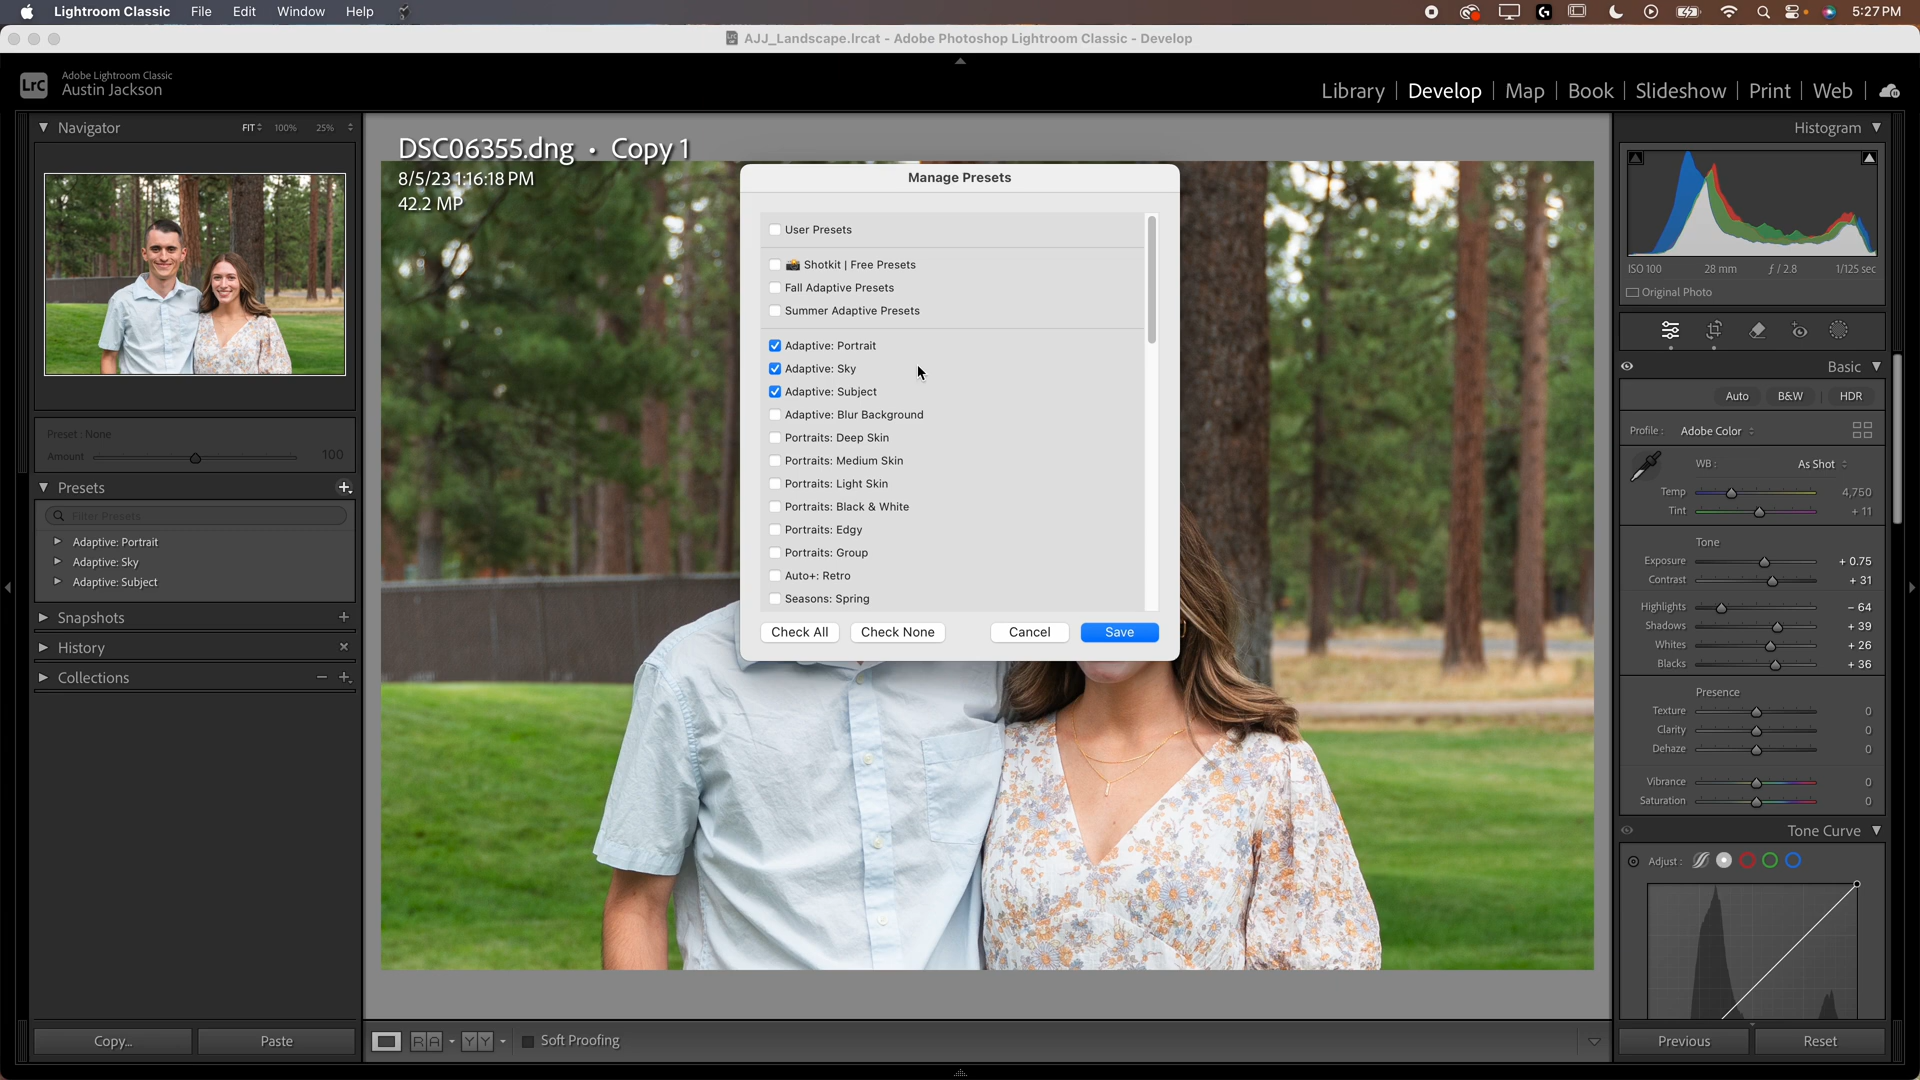 Lightroom Classic File Edit Window Help 5:27 PM
AJJ_Landscape.lrcat - Adobe Photoshop Lightroom Classic - Develop
LrC
Adobe Lightroom Classic
Austin Jackson
Library Develop Map Book Slideshow Print Web
Navigator FIT 100% 25%
Preset : None
Amount 100
Presets
Filter Presets
Adaptive: Portrait
Adaptive: Sky
Adaptive: Subject
Snapshots
History
Collections
Copy... Paste
DSC06355.dng • Copy 1
8/5/23 1:16:18 PM
42.2 MP
Manage Presets
User Presets
Shotkit | Free Presets
Fall Adaptive Presets
Summer Adaptive Presets
Adaptive: Portrait
Adaptive: Sky
Adaptive: Subject
Adaptive: Blur Background
Portraits: Deep Skin
Portraits: Medium Skin
Portraits: Light Skin
Portraits: Black & White
Portraits: Edgy
Portraits: Group
Auto+: Retro
Seasons: Spring
Check All Check None Cancel Save
R A Y Y Soft Proofing
Histogram
ISO 100 28 mm ƒ / 2.8 1/125 sec
Original Photo
Basic
Auto B&W HDR
Profile : Adobe Color
WB : As Shot
Temp 4,750
Tint + 11
Tone
Exposure + 0.75
Contrast + 31
Highlights – 64
Shadows + 39
Whites + 26
Blacks + 36
Presence
Texture 0
Clarity 0
Dehaze 0
Vibrance 0
Saturation 0
Tone Curve
Adjust :
Previous Reset